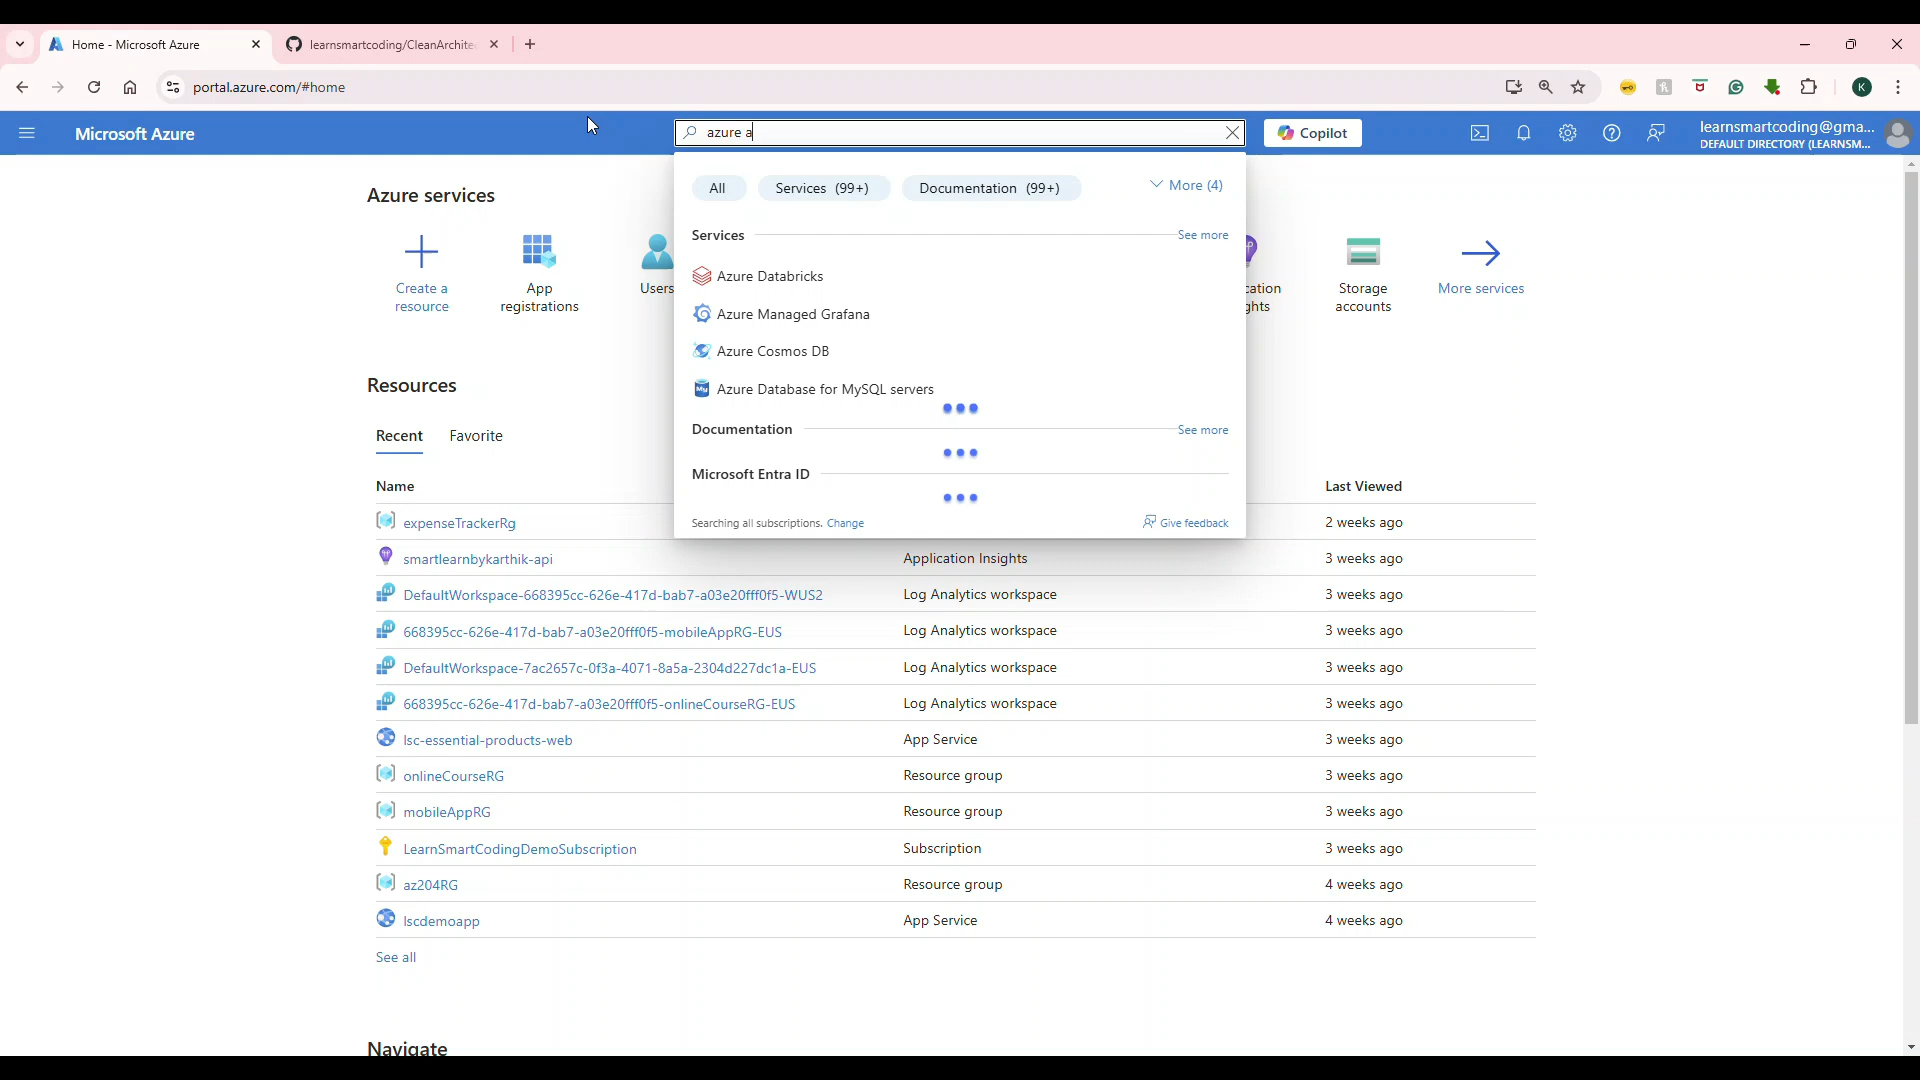 Home - Microsoft Azure
learnsmartcoding/CleanArchite
portal.azure.com/#home
K
Microsoft Azure
azure a
Copilot
learnsmartcoding@gma...
DEFAULT DIRECTORY (LEARNSM...
Azure services
Create a
resource
App
registrations
Users
cation
ghts
Storage
accounts
More services
All
Services (99+)
Documentation (99+)
More (4)
Services
See more
Azure Databricks
Azure Managed Grafana
Azure Cosmos DB
My
Azure Database for MySQL servers
Documentation
See more
Microsoft Entra ID
Searching all subscriptions. Change
Give feedback
Resources
Recent
Favorite
Name
Last Viewed
expenseTrackerRg
2 weeks ago
smartlearnbykarthik-api
Application Insights
3 weeks ago
DefaultWorkspace-668395cc-626e-417d-bab7-a03e20fff0f5-WUS2
Log Analytics workspace
3 weeks ago
668395cc-626e-417d-bab7-a03e20fff0f5-mobileAppRG-EUS
Log Analytics workspace
3 weeks ago
DefaultWorkspace-7ac2657c-0f3a-4071-8a5a-2304d227dc1a-EUS
Log Analytics workspace
3 weeks ago
668395cc-626e-417d-bab7-a03e20fff0f5-onlineCourseRG-EUS
Log Analytics workspace
3 weeks ago
lsc-essential-products-web
App Service
3 weeks ago
onlineCourseRG
Resource group
3 weeks ago
mobileAppRG
Resource group
3 weeks ago
LearnSmartCodingDemoSubscription
Subscription
3 weeks ago
az204RG
Resource group
4 weeks ago
lscdemoapp
App Service
4 weeks ago
See all
Navigate